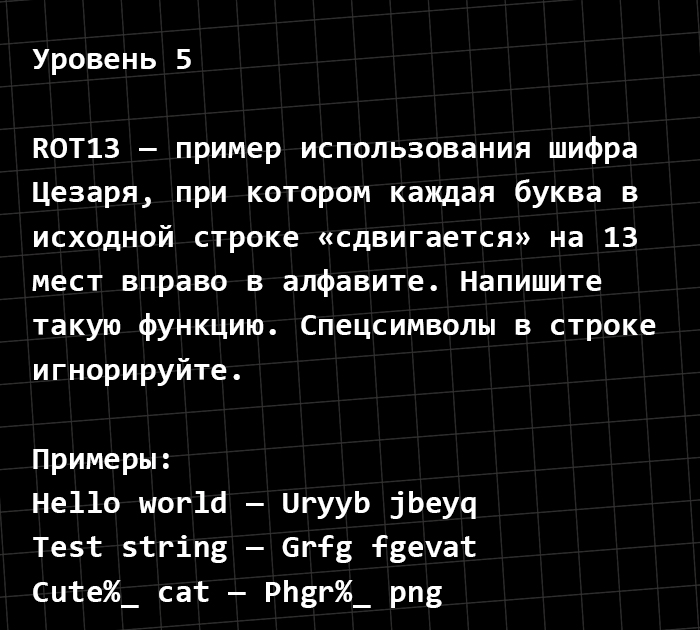 Уровень 5
ROT13 — пример использования шифра
Цезаря, при котором каждая буква в
исходной строке «сдвигается» на 13
мест вправо в алфавите. Напишите
такую функцию. Спецсимволы в строке
игнорируйте.
Примеры:
Hello world — Uryyb jbeyq
Test string — Grfg fgevat
Cute%_ cat — Phgr%_ png